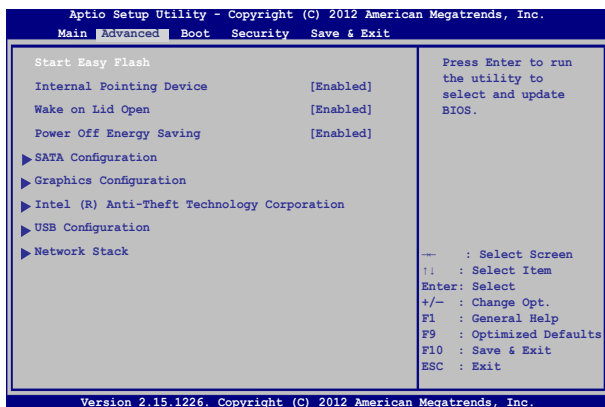 Aptio Setup Utility - Copyright (C) 2012 American Megatrends, Inc.
Main Advanced Boot Security Save & Exit
Start Easy Flash
Internal Pointing Device [Enabled]
Wake on Lid Open [Enabled]
Power Off Energy Saving [Enabled]
SATA Configuration
Graphics Configuration
Intel (R) Anti-Theft Technology Corporation
USB Configuration
Network Stack
Press Enter to run
the utility to
select and update
BIOS.
→← : Select Screen
↑↓ : Select Item
Enter: Select
+/— : Change Opt.
F1 : General Help
F9 : Optimized Defaults
F10 : Save & Exit
ESC : Exit
Version 2.15.1226. Copyright (C) 2012 American Megatrends, Inc.